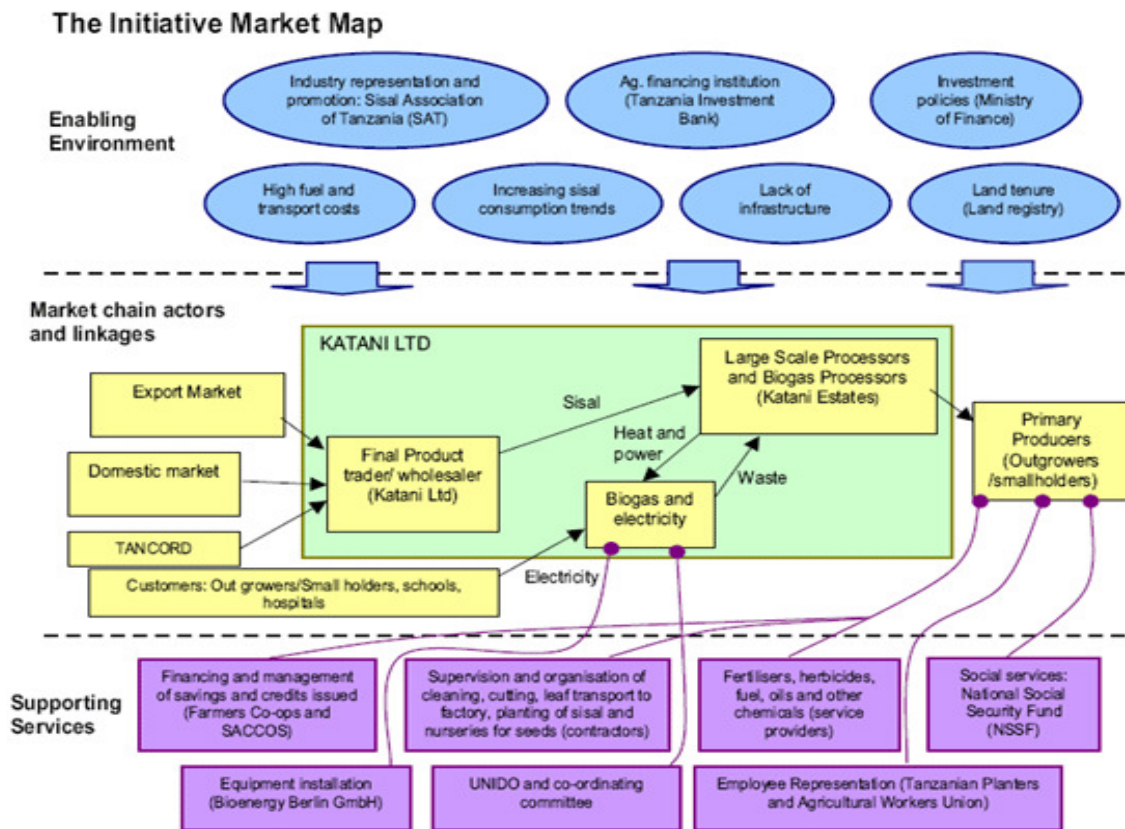 The Initiative Market Map
Enabling
Environment
Industry representation and
promotion: Sisal Association
of Tanzania (SAT)
Ag. financing institution
(Tanzania Investment
Bank)
Investment
policies (Ministry
of Finance)
High fuel and
transport costs
Increasing sisal
consumption trends
Lack of
infrastructure
Land tenure
(Land registry)
Market chain actors
and linkages
KATANI LTD
Export Market
Domestic market
TANCORD
Customers: Out growers/Small holders, schools,
hospitals
Final Product
trader/ wholesaler
(Katani Ltd)
Sisal
Large Scale Processors
and Biogas Processors
(Katani Estates)
Heat and
power
Waste
Biogas and
electricity
Electricity
Primary
Producers
(Outgrowers
/smallholders)
Supporting
Services
Financing and management
of savings and credits issued
(Farmers Co-ops and
SACCOS)
Supervision and organisation of
cleaning, cutting, leaf transport to
factory, planting of sisal and
nurseries for seeds (contractors)
Fertilisers, herbicides,
fuel, oils and other
chemicals (service
providers)
Social services:
National Social
Security Fund
(NSSF)
Equipment installation
(Bioenergy Berlin GmbH)
UNIDO and co-ordinating
committee
Employee Representation (Tanzanian Planters
and Agricultural Workers Union)